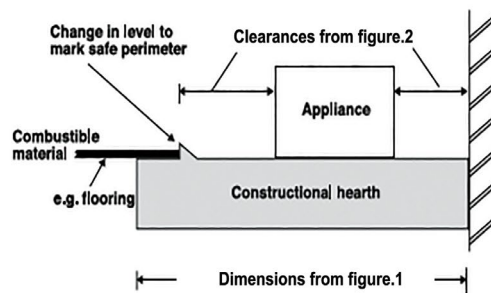 Change in level to
mark safe perimeter
Clearances from figure.2
Appliance
Combustible
material
e.g. flooring
Constructional hearth
Dimensions from figure.1